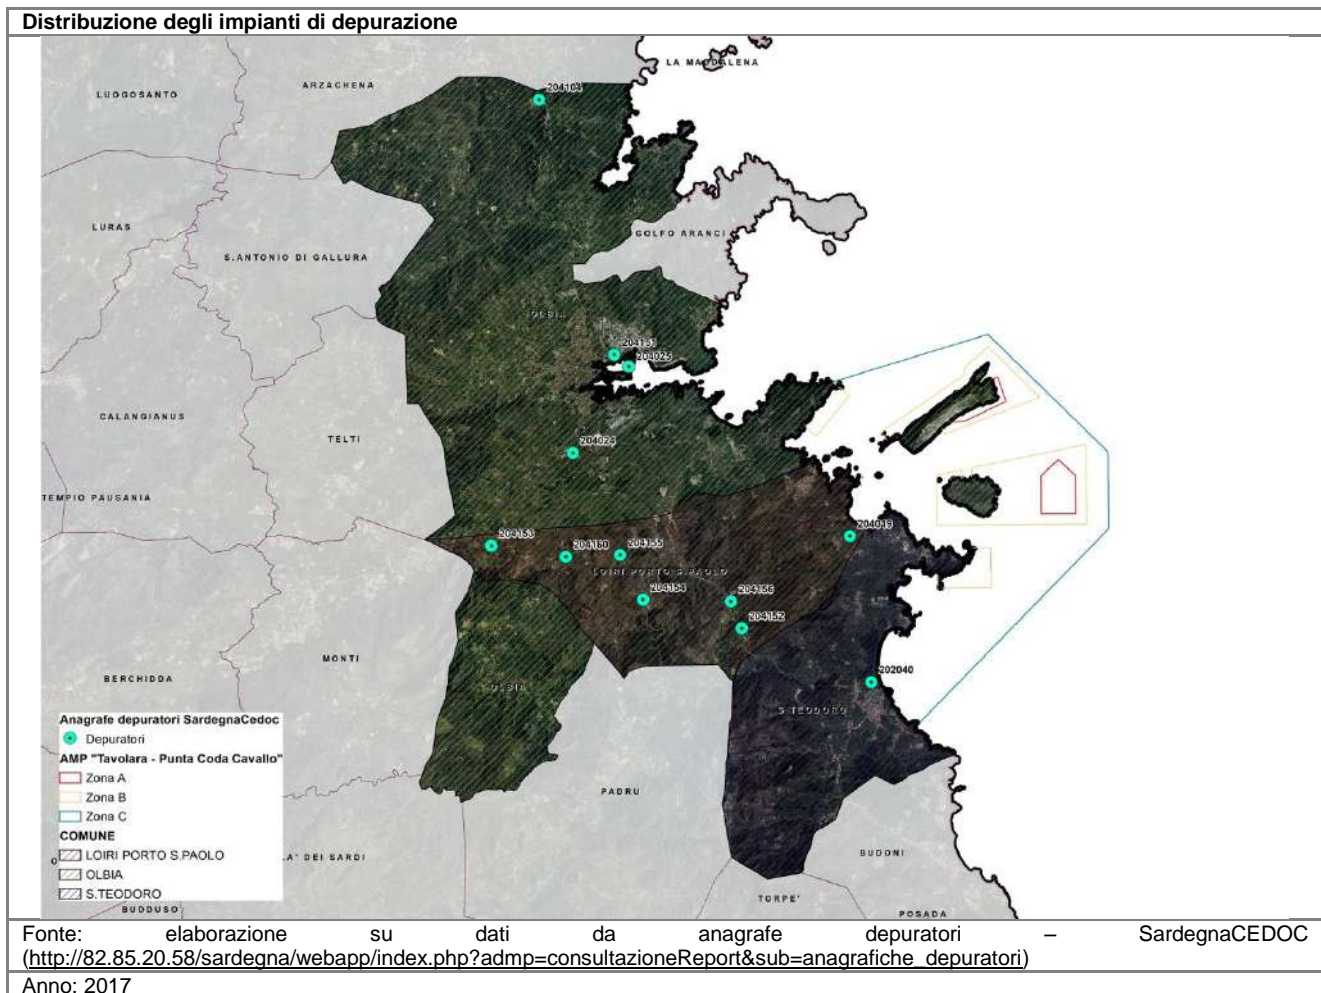 Distribuzione degli impianti di depurazione
LA MADDALENA
ARZACHENA
LUOGOSANTO
204104
LURAS
GOLFO ARANCI
S.ANTONIO DI GALLURA
OLBIA
204151
204025
CALANGIANUS
TELTI
204024
TEMPIO PAUSANIA
204153
204160
204155
204019
LOIRI PORTO S.PAOLO
204154
204156
204152
MONTI
BERCHIDDA
OLBIA
202040
S.TEODORO
Anagrafe depuratori SardegnaCedoc
Depuratori
AMP "Tavolara - Punta Coda Cavallo"
Zona A
Zona B
Zona C
COMUNE
LOIRI PORTO S.PAOLO
OLBIA
S.TEODORO
PADRU
BUDONI
A' DEI SARDI
BUDDUSO'
TORPE'
POSADA
Fonte: elaborazione su dati da anagrafe depuratori – SardegnaCEDOC
(http://82.85.20.58/sardegna/webapp/index.php?admp=consultazioneReport&sub=anagrafiche_depuratori)
Anno: 2017